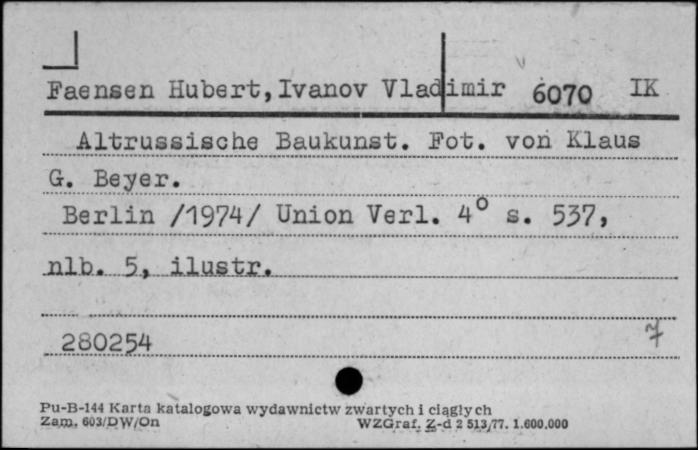 Faensen Hubert, Ivanov Vladimir 6070 IK
Altrussische Baukunst. Fot. von Klaus
G. Beyer.
Berlin /1974/ Union Verl. 4° s. 537,
nlb. 5, ilustr.
7
280254
Pu-B-144 Karta katalogowa wydawnictw zwartych i ciągłych
Zam. 603/DW/On WZGraf. Z-d 2 513/77. 1.600.000